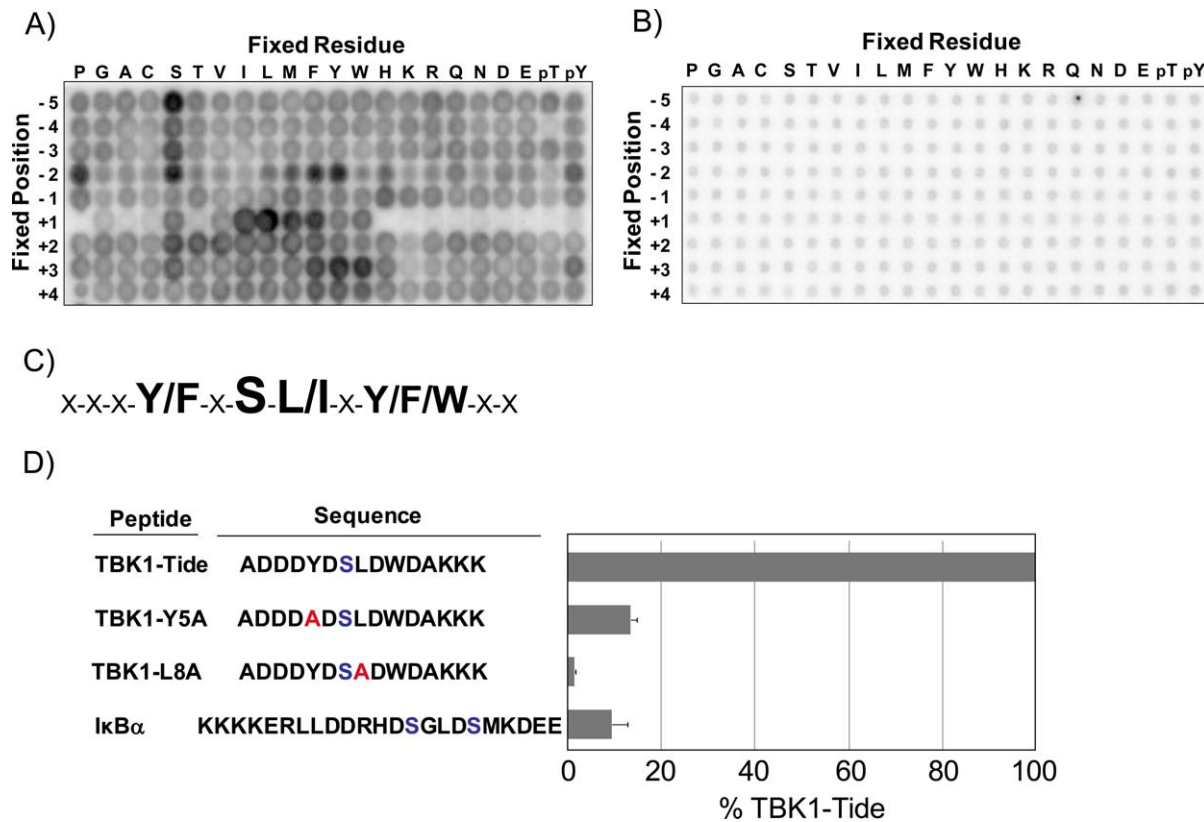 A)
Fixed Residue
P G A C S T V I L M F Y W H K R Q N D E pT pY
Fixed Position
- 5
- 4
- 3
- 2
- 1
+1
+2
+3
+4
B)
Fixed Residue
P G A C S T V I L M F Y W H K R Q N D E pT pY
Fixed Position
- 5
- 4
- 3
- 2
- 1
+1
+2
+3
+4
C)
X-X-X-Y/F-X-S-L/I-X-Y/F/W-X-X
D)
Peptide Sequence
TBK1-Tide ADDDYDSLDWDAKKK
TBK1-Y5A ADDDADSLDWDAKKK
TBK1-L8A ADDDYDSADWDAKKK
IκBα KKKKERLLDDRHDSGLDSMKDEE
0 20 40 60 80 100
% TBK1-Tide